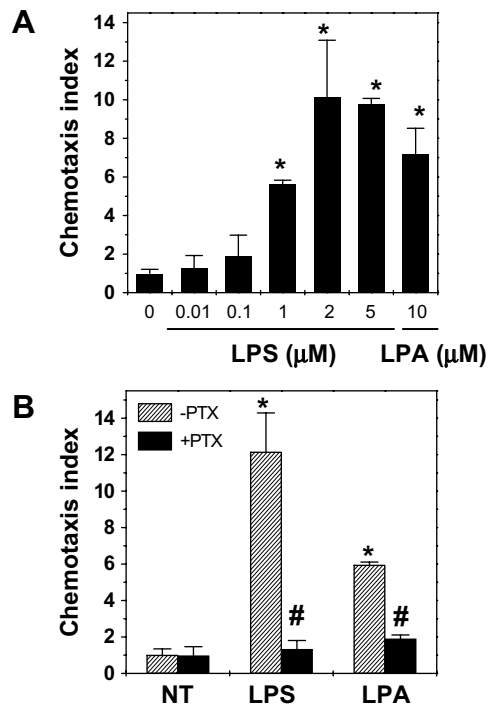 A
Chemotaxis index
14
12
10
8
6
4
2
0
*
*
*
*
0 0.01 0.1 1 2 5 10
LPS (μM) LPA (μM)
B
Chemotaxis index
14
12
10
8
6
4
2
0
-PTX
+PTX
*
*
#
#
NT LPS LPA